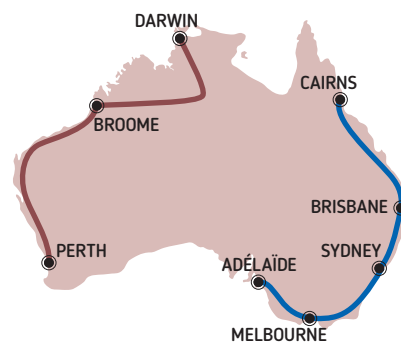 DARWIN
CAIRNS
BROOME
BRISBANE
PERTH
ADÉLAÏDE
SYDNEY
MELBOURNE